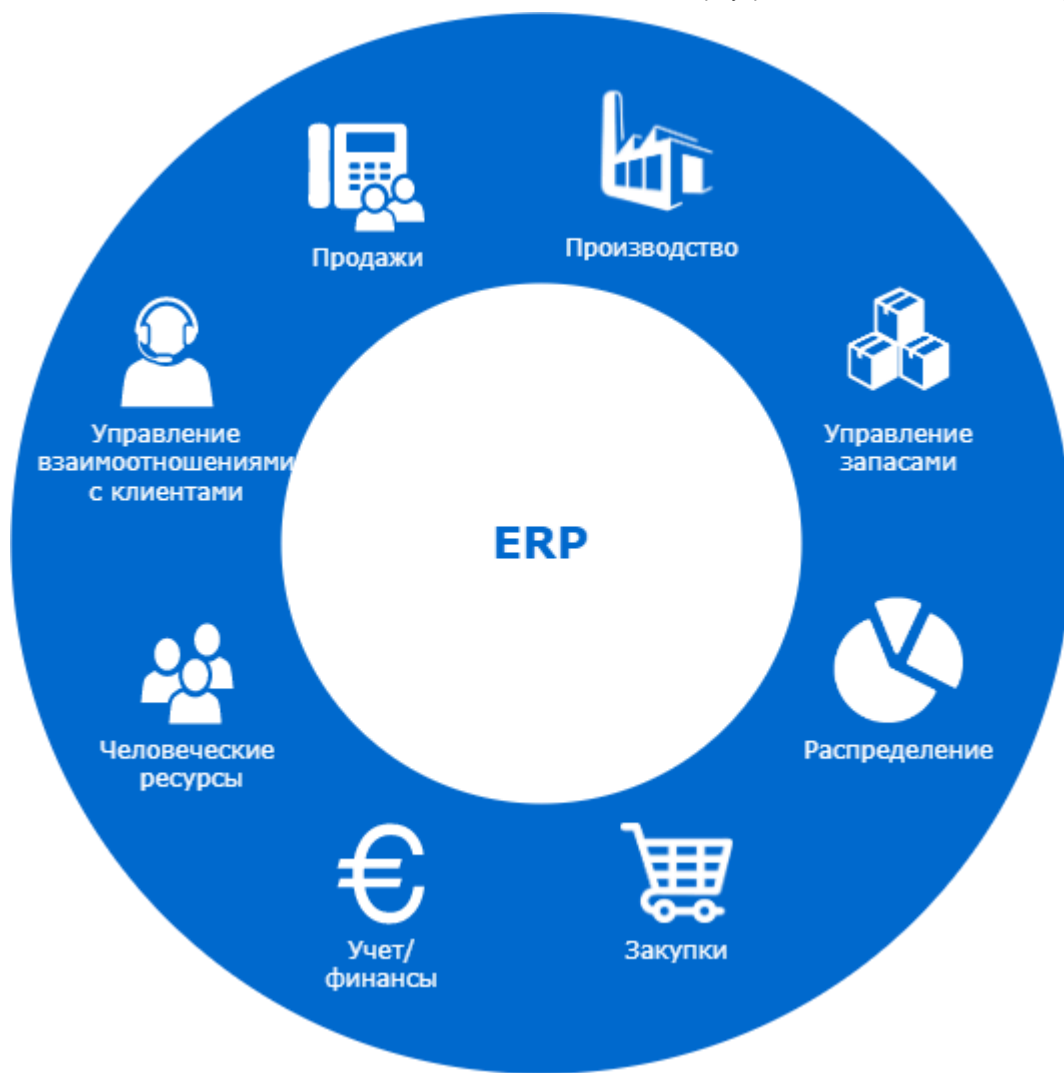 Продажи
Производство
Управление
взаимоотношениями
с клиентами
Управление
запасами
ERP
Человеческие
ресурсы
Распределение
Учет/
финансы
Закупки